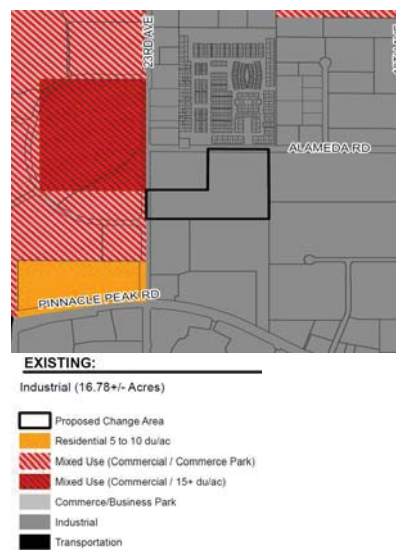 23RD AVE
ALAMEDA RD
PINNACLE PEAK RD
EXISTING:
Industrial (16.78+/- Acres)
Proposed Change Area
Residential 5 to 10 du/ac
Mixed Use (Commercial / Commerce Park)
Mixed Use (Commercial / 15+ du/ac)
Commerce/Business Park
Industrial
Transportation